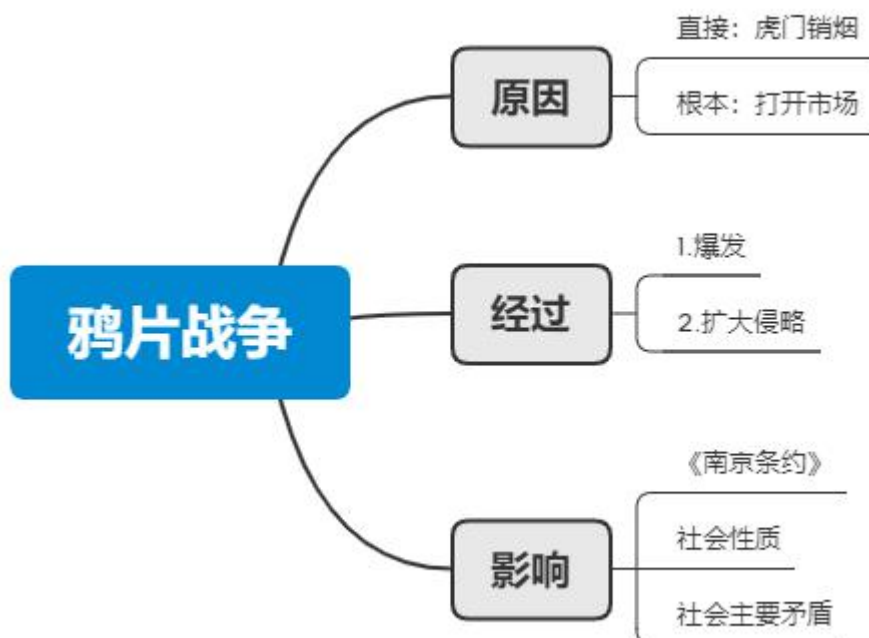 鸦片战争
原因
直接：虎门销烟
根本：打开市场
经过
1.爆发
2.扩大侵略
影响
《南京条约》
社会性质
社会主要矛盾